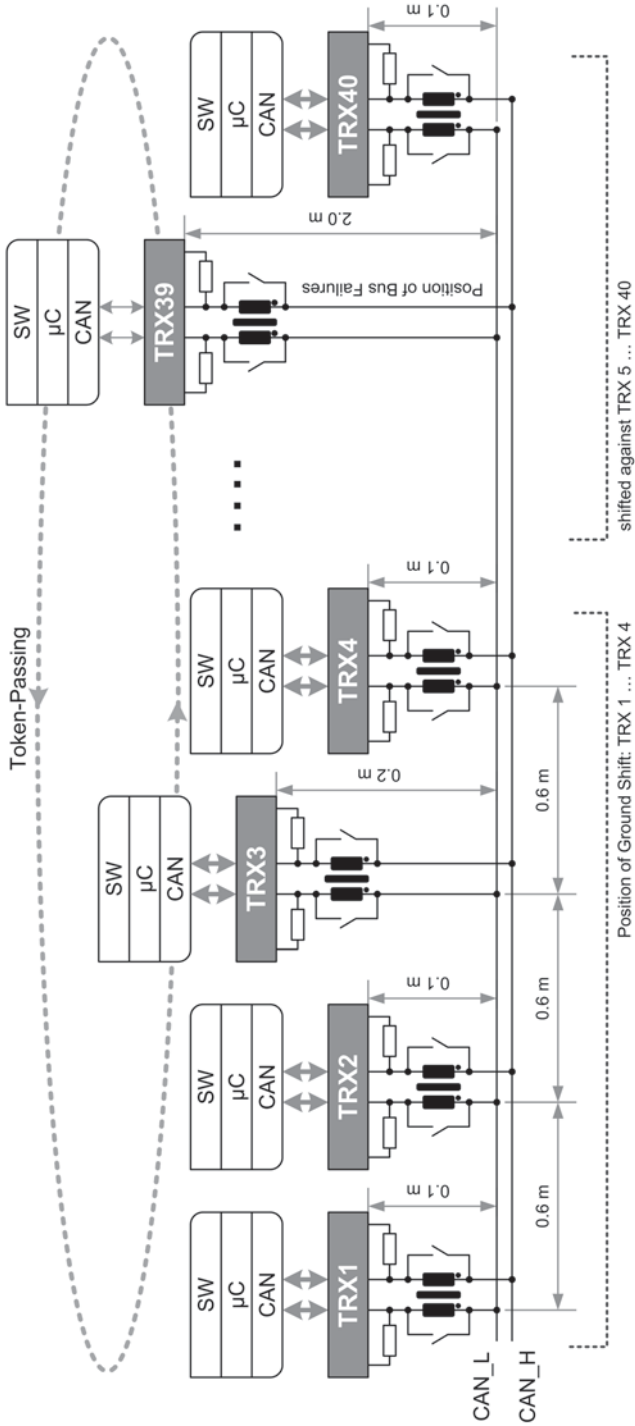 Token-Passing
SW
µC
CAN
TRX1
0.1 m
SW
µC
CAN
TRX2
0.1 m
SW
µC
CAN
TRX3
0.2 m
SW
µC
CAN
TRX4
0.1 m
SW
µC
CAN
TRX39
2.0 m
Position of Bus Failures
SW
µC
CAN
TRX40
0.1 m
CAN_L
CAN_H
0.6 m
0.6 m
0.6 m
Position of Ground Shift: TRX 1 ... TRX 4
shifted against TRX 5 ... TRX 40